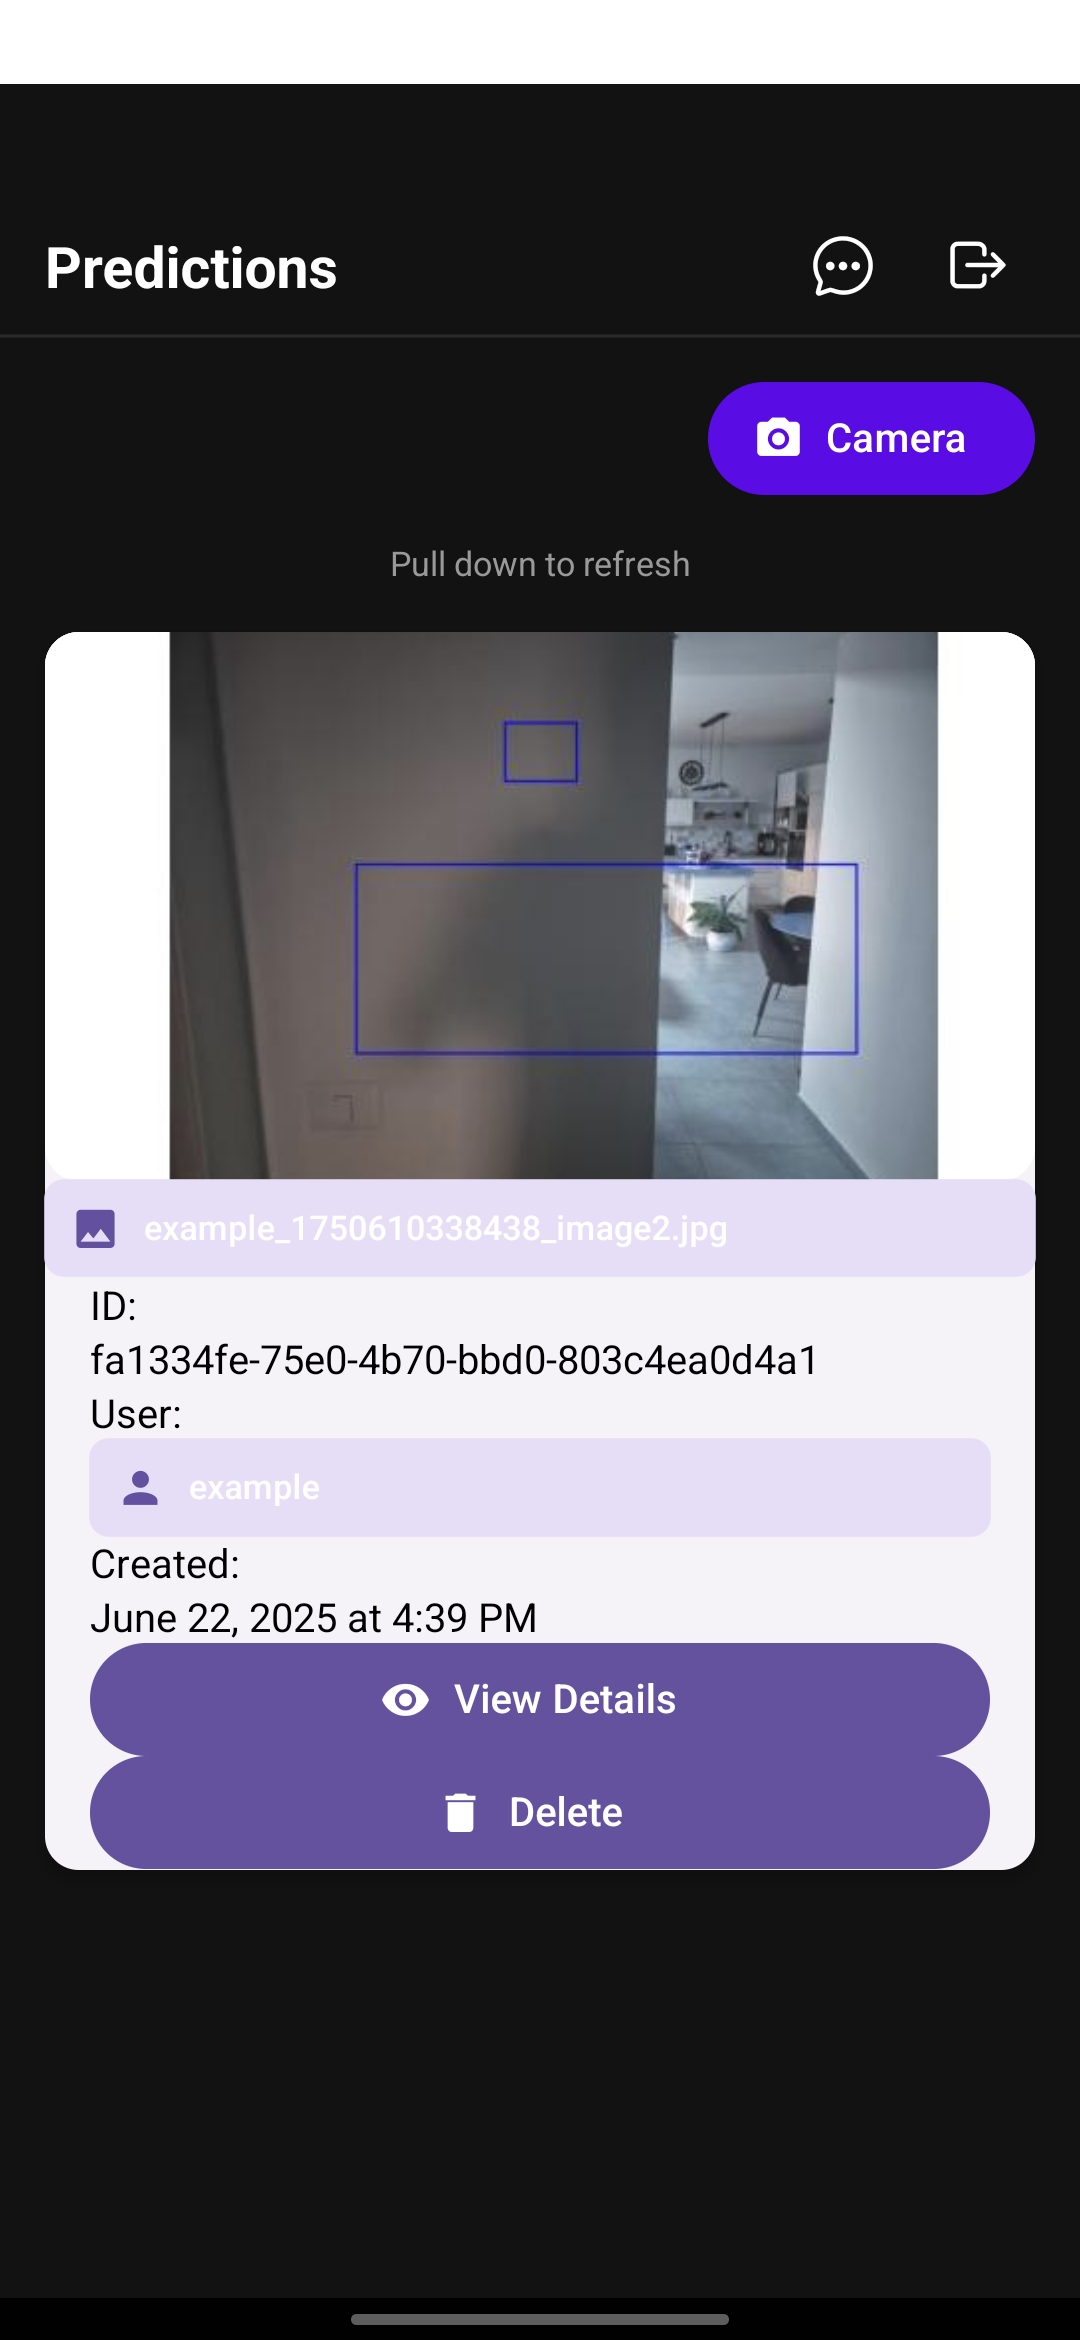 Predictions
Camera
Pull down to refresh
example_1750610338438_image2.jpg
ID:
fa1334fe-75e0-4b70-bbd0-803c4ea0d4a1
User:
example
Created:
June 22, 2025 at 4:39 PM
View Details
Delete